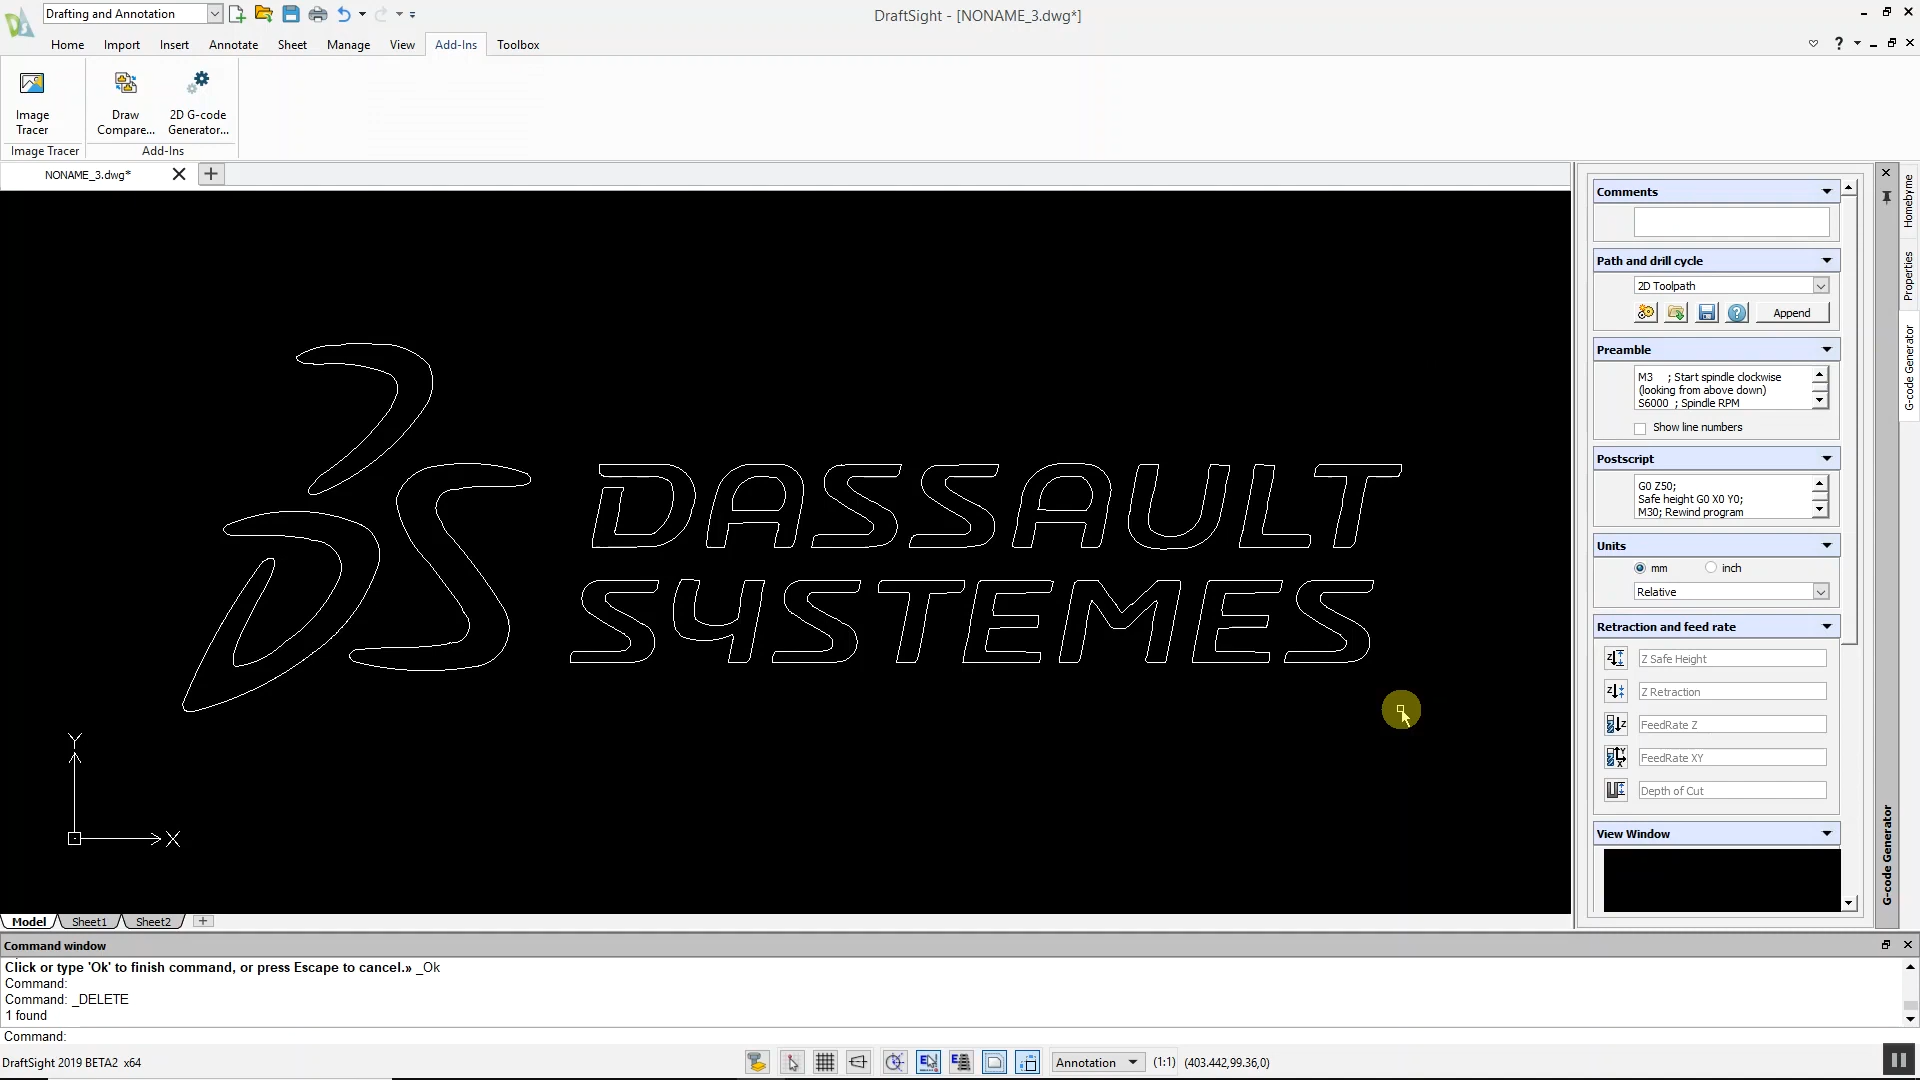 Drafting and Annotation
DraftSight - [NONAME_3.dwg*]
Home Import Insert Annotate Sheet Manage View Add-Ins Toolbox
Image
Tracer
Draw
Compare...
2D G-code
Generator...
Image Tracer
Add-Ins
NONAME_3.dwg*
DASSAULT
SYSTEMES
Y
X
Comments
Path and drill cycle
2D Toolpath
Append
Preamble
M3 ; Start spindle clockwise
(looking from above down)
S6000 ; Spindle RPM
Show line numbers
Postscript
G0 Z50;
Safe height G0 X0 Y0;
M30; Rewind program
Units
mm inch
Relative
Retraction and feed rate
Z Safe Height
Z Retraction
FeedRate Z
FeedRate XY
Depth of Cut
View Window
Homebyme
Properties
G-code Generator
G-code Generator
Model Sheet1 Sheet2
Command window
Click or type 'Ok' to finish command, or press Escape to cancel.» _Ok
Command:
Command: _DELETE
1 found
Command:
DraftSight 2019 BETA2 x64
Annotation (1:1) (403.442,99.36,0)